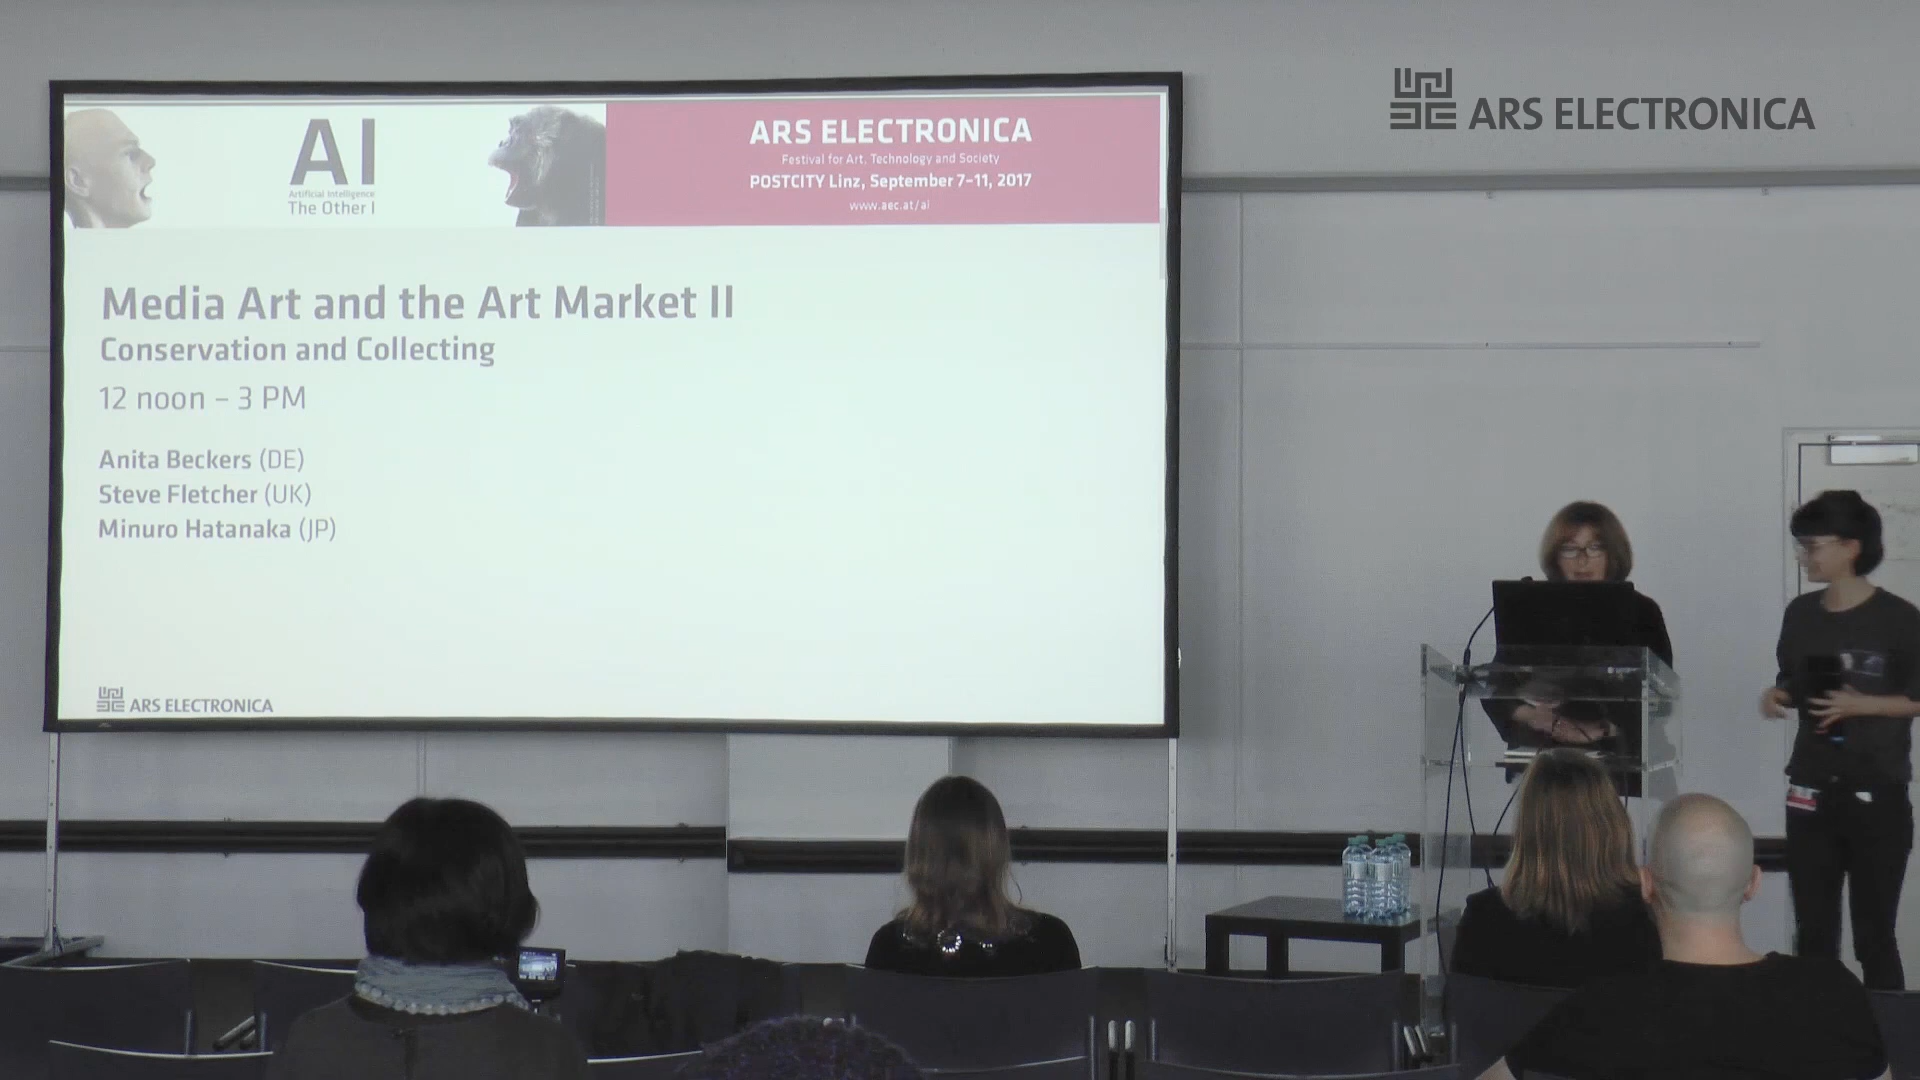 AI
Artificial Intelligence
The Other I
ARS ELECTRONICA
Festival for Art, Technology and Society
POSTCITY Linz, September 7–11, 2017
www.aec.at/ai
Media Art and the Art Market II
Conservation and Collecting
12 noon – 3 PM
Anita Beckers (DE)
Steve Fletcher (UK)
Minuro Hatanaka (JP)
ARS ELECTRONICA
ARS ELECTRONICA